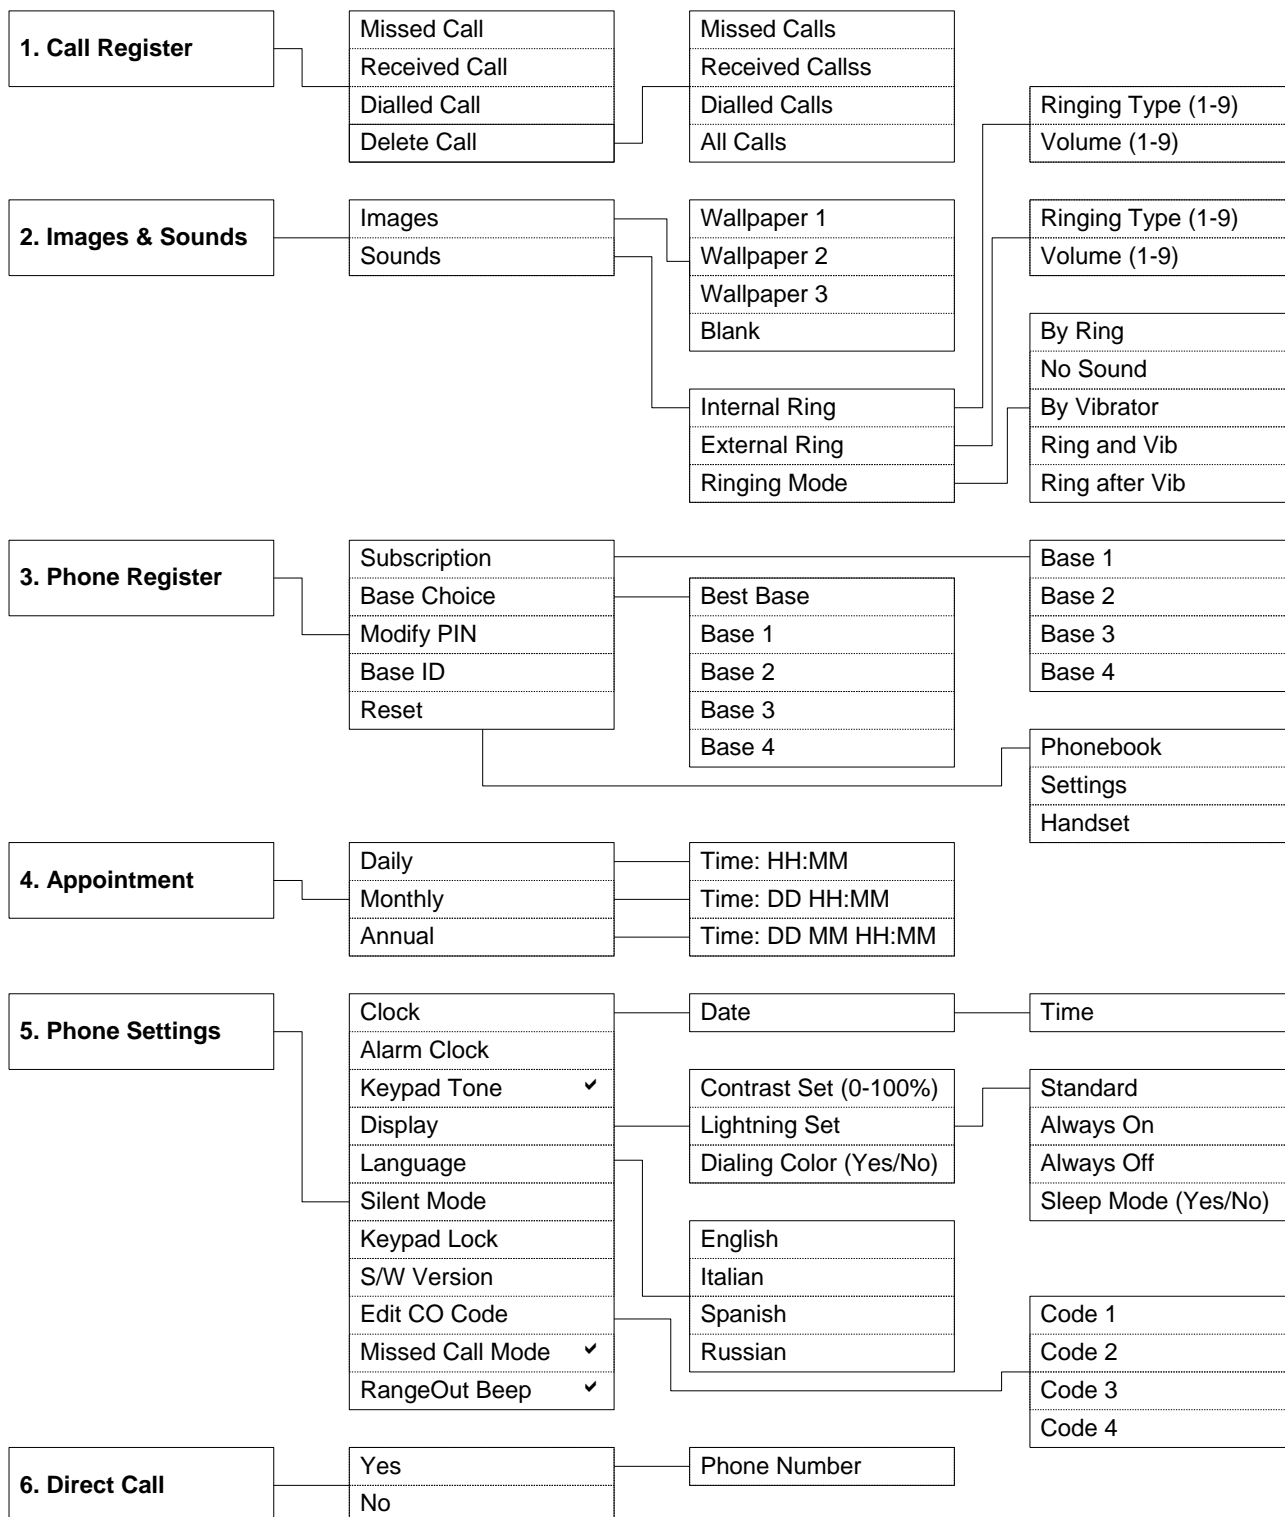 1. Call Register
Missed Call
Received Call
Dialled Call
Delete Call
Missed Calls
Received Callss
Dialled Calls
All Calls
Ringing Type (1-9)
Volume (1-9)
2. Images & Sounds
Images
Sounds
Wallpaper 1
Wallpaper 2
Wallpaper 3
Blank
Ringing Type (1-9)
Volume (1-9)
Internal Ring
External Ring
Ringing Mode
By Ring
No Sound
By Vibrator
Ring and Vib
Ring after Vib
3. Phone Register
Subscription
Base Choice
Modify PIN
Base ID
Reset
Best Base
Base 1
Base 2
Base 3
Base 4
Base 1
Base 2
Base 3
Base 4
Phonebook
Settings
Handset
4. Appointment
Daily
Monthly
Annual
Time: HH:MM
Time: DD HH:MM
Time: DD MM HH:MM
5. Phone Settings
Clock
Alarm Clock
Keypad Tone ✔
Display
Language
Silent Mode
Keypad Lock
S/W Version
Edit CO Code
Missed Call Mode ✔
RangeOut Beep ✔
Date
Time
Contrast Set (0-100%)
Lightning Set
Dialing Color (Yes/No)
Standard
Always On
Always Off
Sleep Mode (Yes/No)
English
Italian
Spanish
Russian
Code 1
Code 2
Code 3
Code 4
6. Direct Call
Yes
No
Phone Number